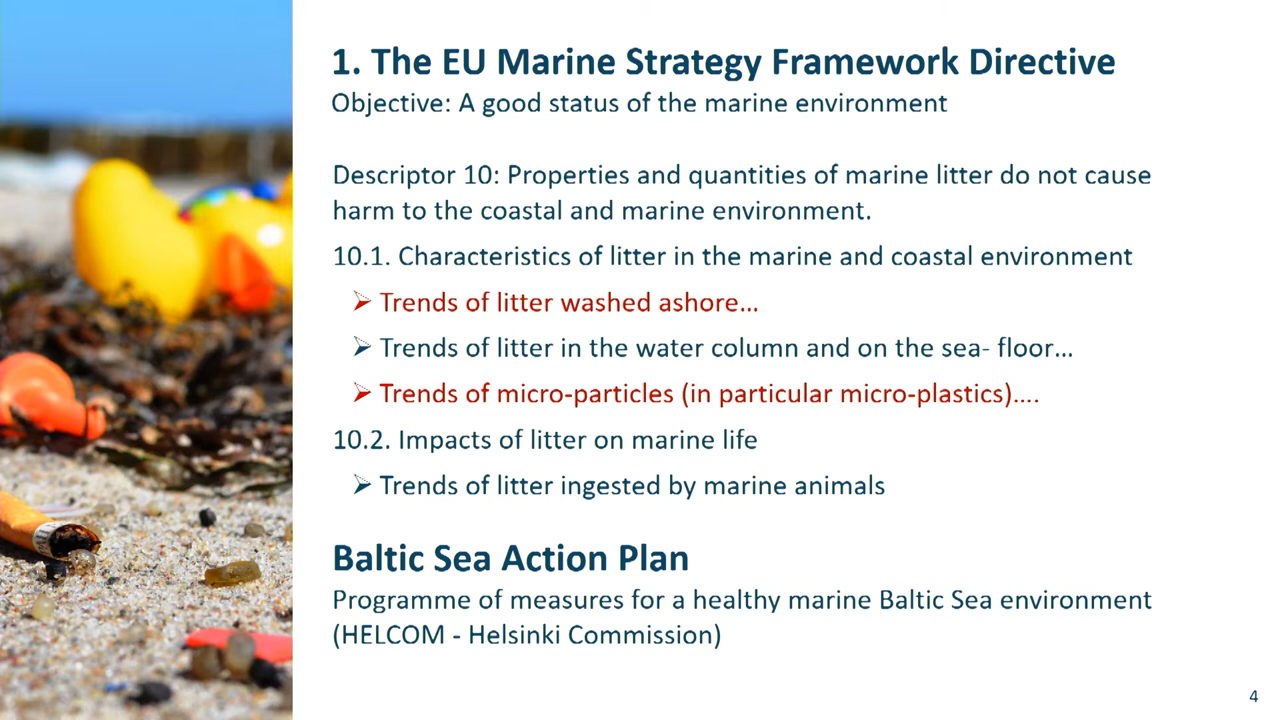 1. The EU Marine Strategy Framework Directive
Objective: A good status of the marine environment
Descriptor 10: Properties and quantities of marine litter do not cause
harm to the coastal and marine environment.
10.1. Characteristics of litter in the marine and coastal environment
➢ Trends of litter washed ashore…
➢ Trends of litter in the water column and on the sea- floor…
➢ Trends of micro-particles (in particular micro-plastics)….
10.2. Impacts of litter on marine life
➢ Trends of litter ingested by marine animals
Baltic Sea Action Plan
Programme of measures for a healthy marine Baltic Sea environment
(HELCOM - Helsinki Commission)
4